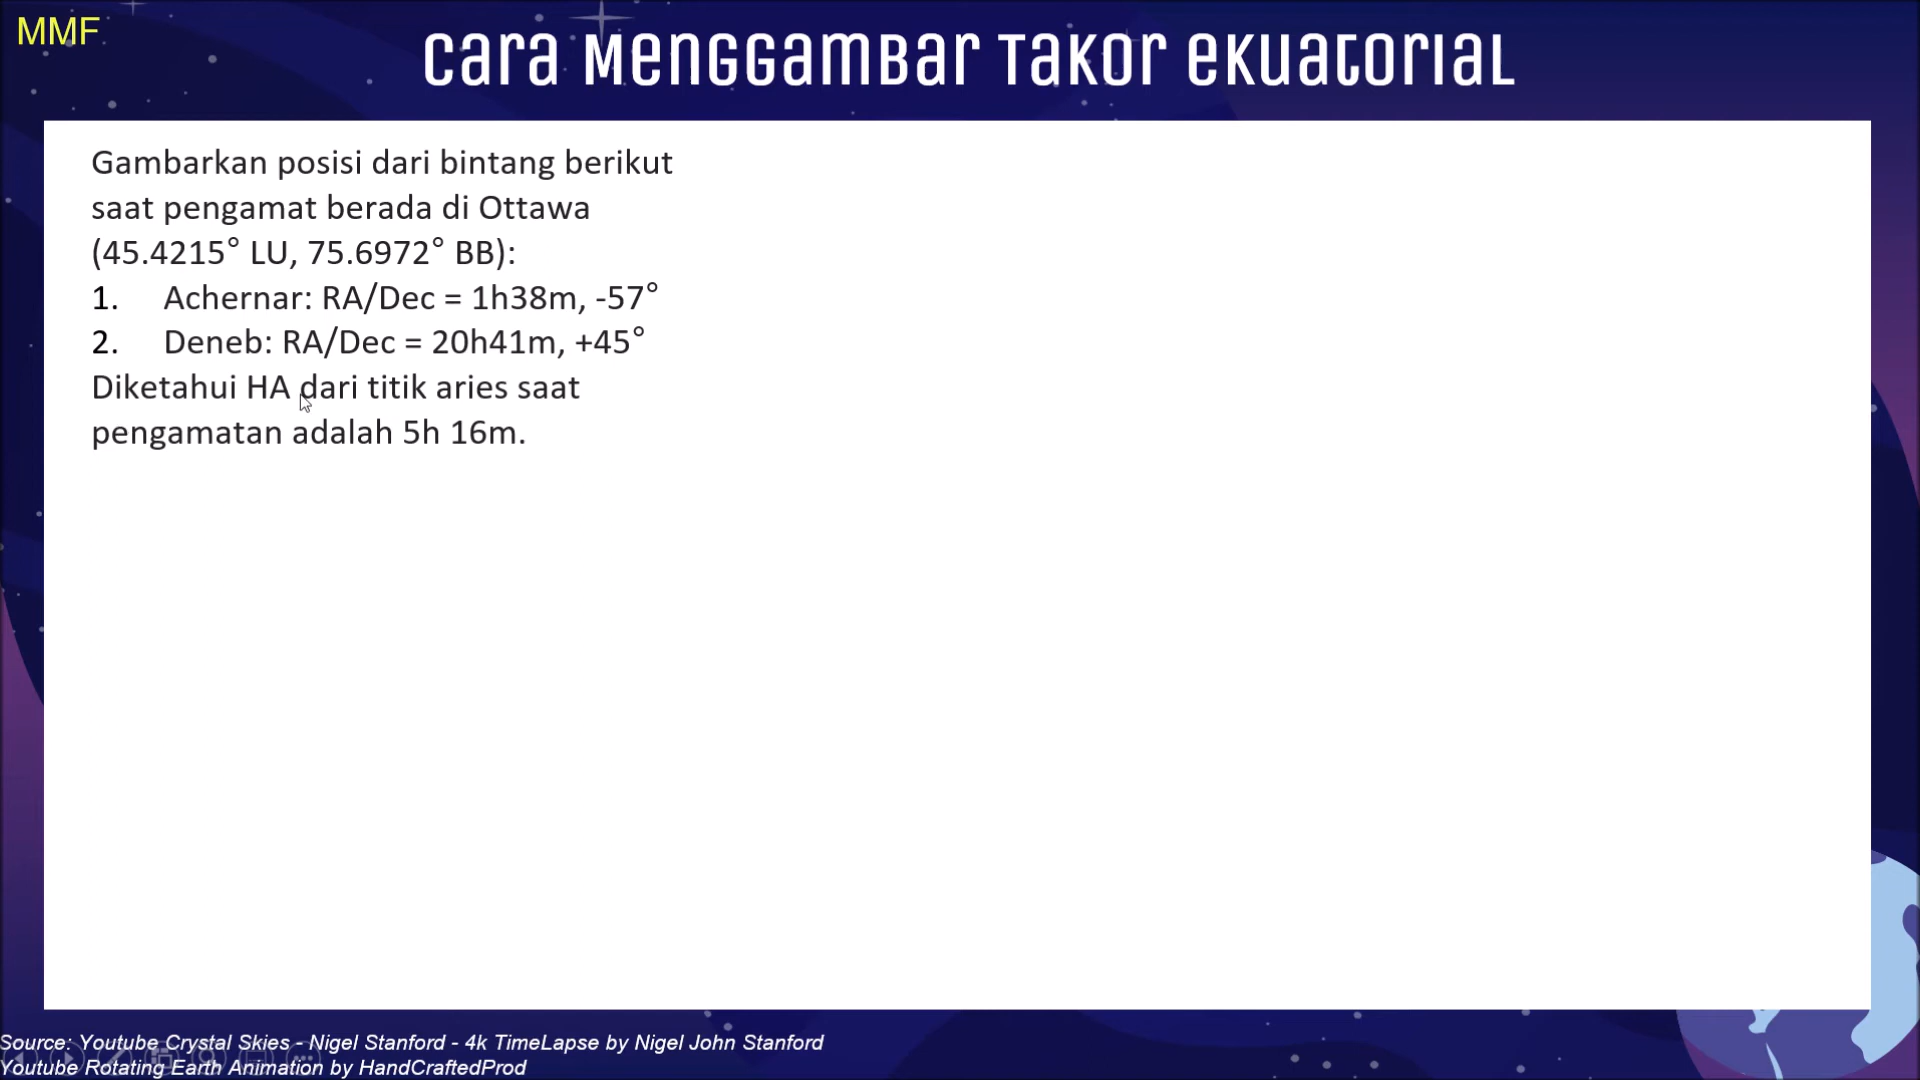 MMF
Cara Menggambar Takor Ekuatorial
Gambarkan posisi dari bintang berikut
saat pengamat berada di Ottawa
(45.4215° LU, 75.6972° BB):
1. Achernar: RA/Dec = 1h38m, -57°
2. Deneb: RA/Dec = 20h41m, +45°
Diketahui HA dari titik aries saat
pengamatan adalah 5h 16m.
Source: Youtube Crystal Skies - Nigel Stanford - 4k TimeLapse by Nigel John Stanford
Youtube Rotating Earth Animation by HandCraftedProd